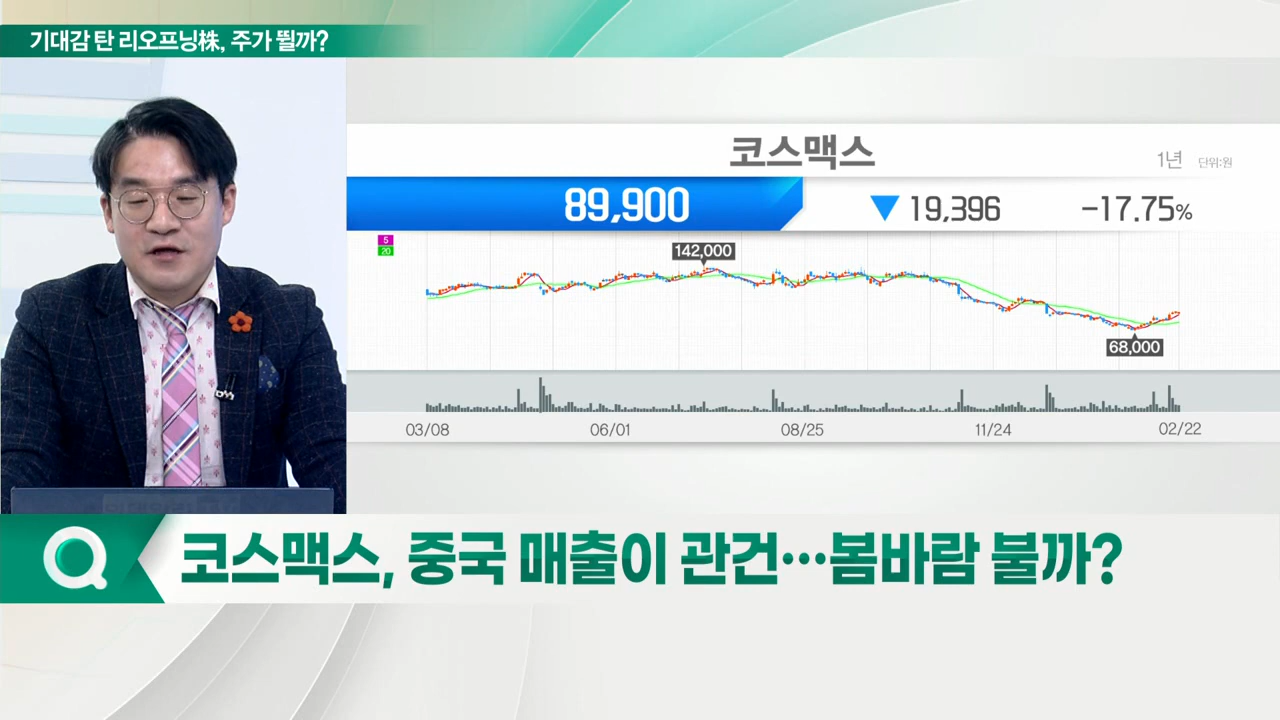 기대감 탄 리오프닝株, 주가 뛸까?
코스맥스
1년 단위:원
89,900 ▼ 19,396 -17.75%
5
20
142,000
68,000
03/08 06/01 08/25 11/24 02/22
Q 코스맥스, 중국 매출이 관건…봄바람 불까?